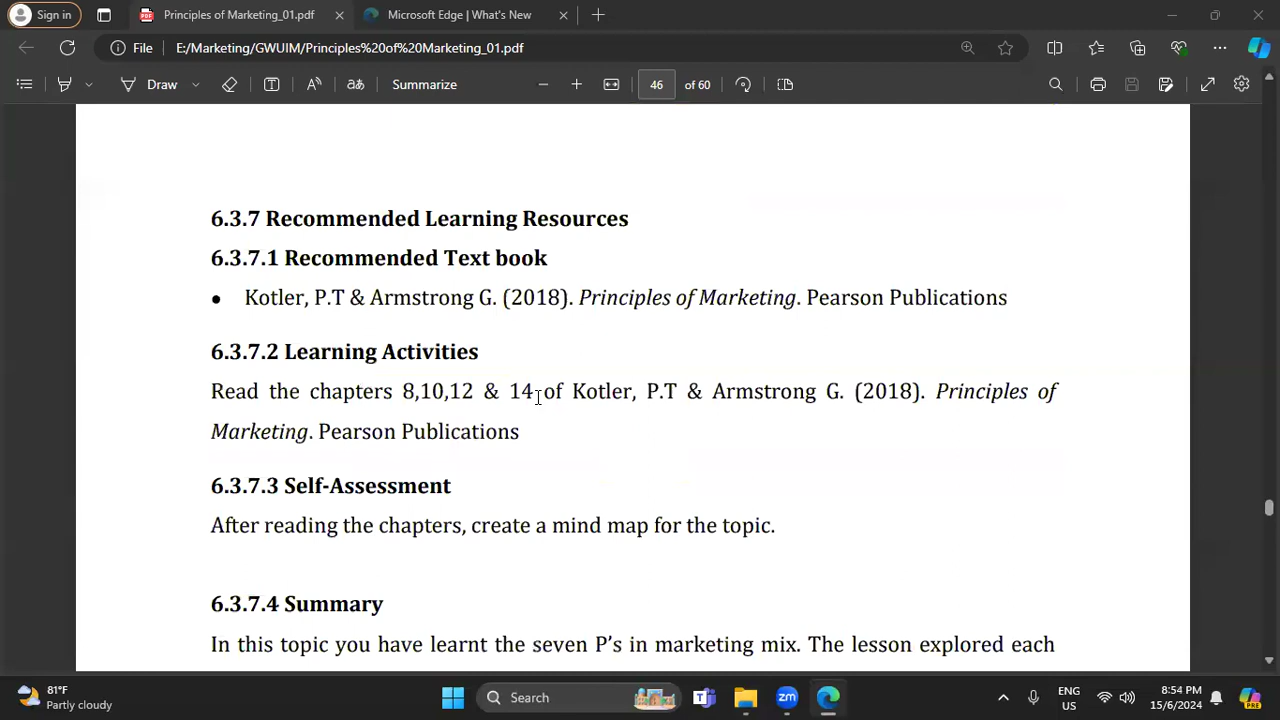 Sign in
Principles of Marketing_01.pdf
Microsoft Edge | What's New
File
E:/Marketing/GWUIM/Principles%20of%20Marketing_01.pdf
Draw
Summarize
46 of 60
6.3.7 Recommended Learning Resources
6.3.7.1 Recommended Text book
• Kotler, P.T & Armstrong G. (2018). Principles of Marketing. Pearson Publications
6.3.7.2 Learning Activities
Read the chapters 8,10,12 & 14 of Kotler, P.T & Armstrong G. (2018). Principles of
Marketing. Pearson Publications
6.3.7.3 Self-Assessment
After reading the chapters, create a mind map for the topic.
6.3.7.4 Summary
In this topic you have learnt the seven P’s in marketing mix. The lesson explored each
81°F
Partly cloudy
Search
ENG
US
8:54 PM
15/6/2024